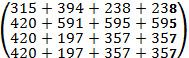 315 + 394 + 238 + 238
420 + 591 + 595 + 595
420 + 197 + 357 + 357
420 + 197 + 357 + 357